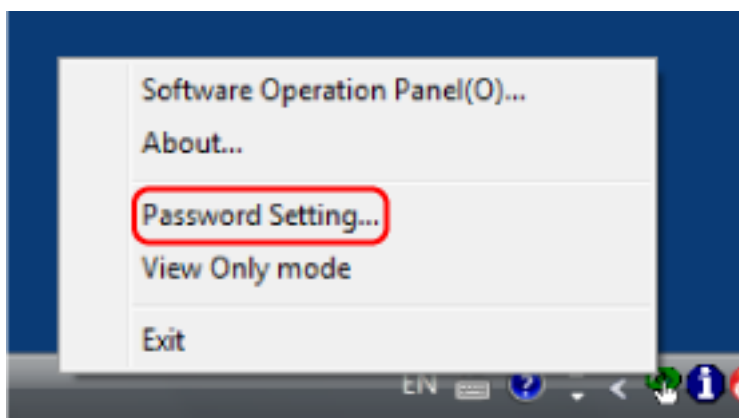 Software Operation Panel(O)...
About...
Password Setting...
View Only mode
Exit
EN